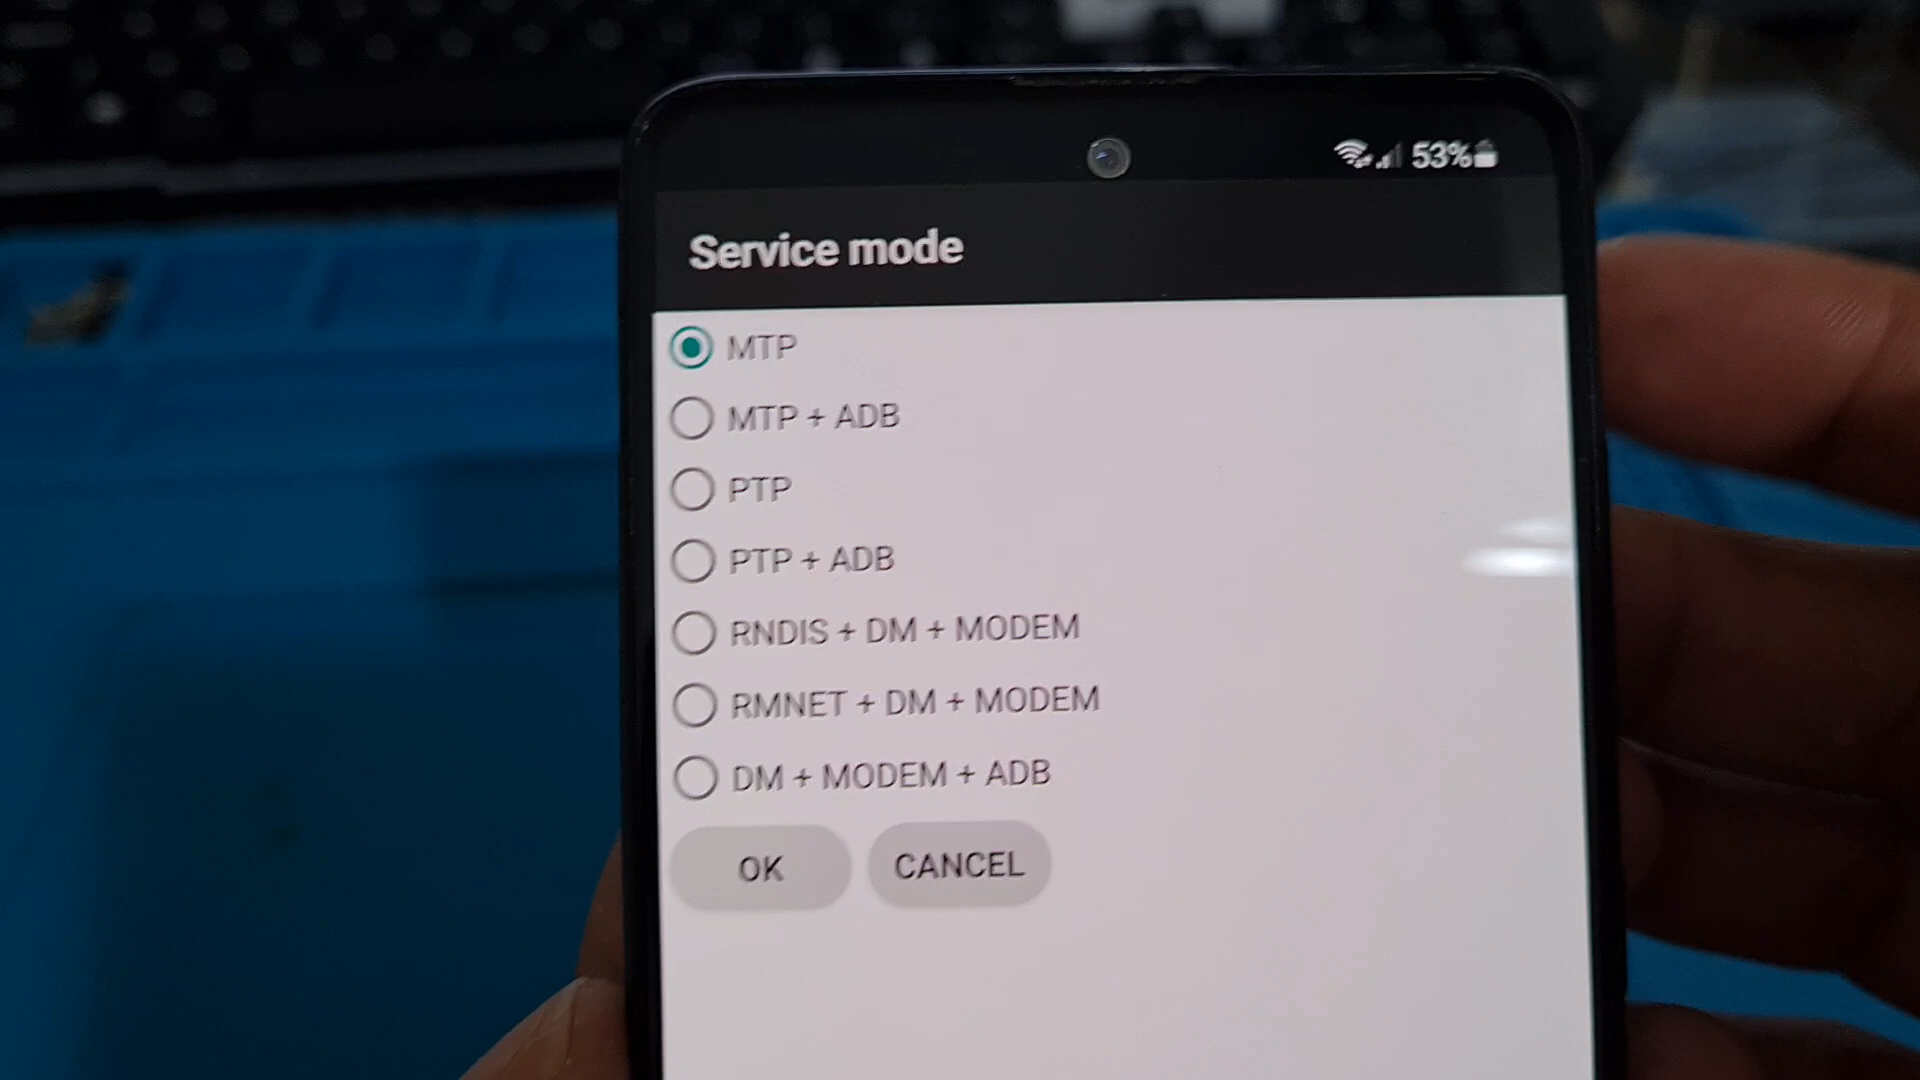 53%
Service mode
MTP
MTP + ADB
PTP
PTP + ADB
RNDIS + DM + MODEM
RMNET + DM + MODEM
DM + MODEM + ADB
OK CANCEL